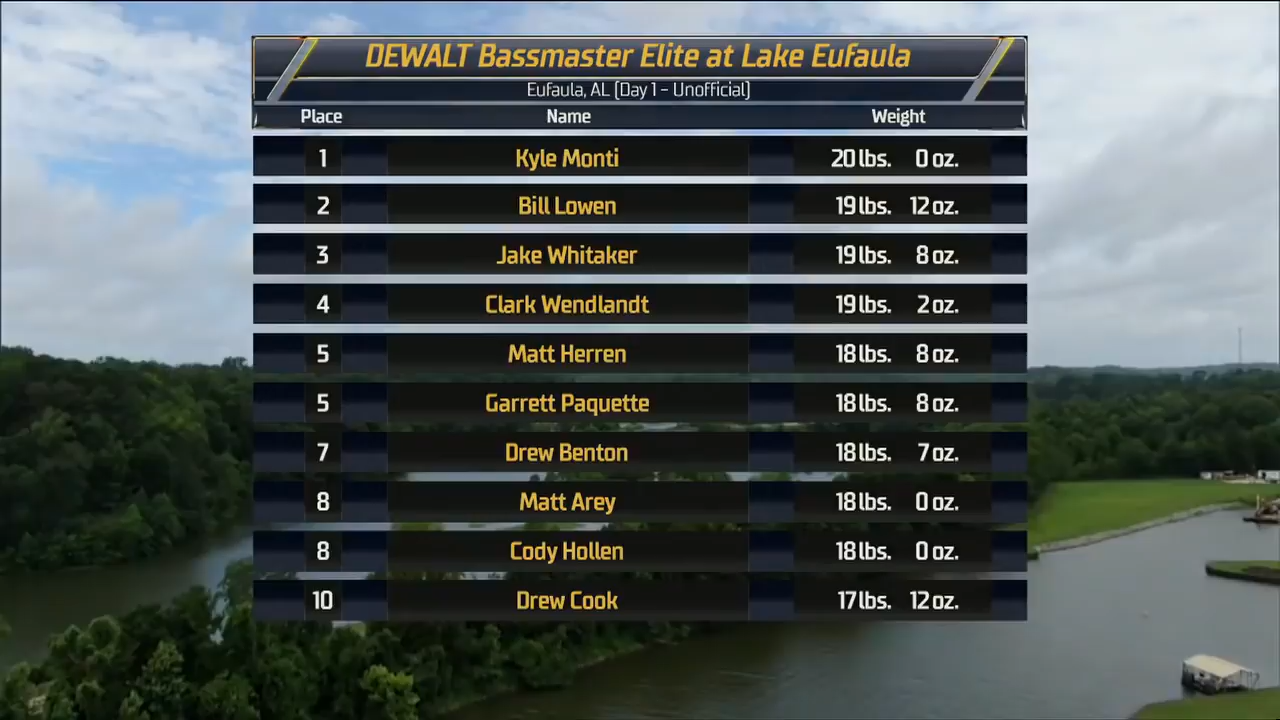 DEWALT Bassmaster Elite at Lake Eufaula
Eufaula, AL (Day 1 - Unofficial)
Place Name Weight
1 Kyle Monti 20 lbs. 0 oz.
2 Bill Lowen 19 lbs. 12 oz.
3 Jake Whitaker 19 lbs. 8 oz.
4 Clark Wendlandt 19 lbs. 2 oz.
5 Matt Herren 18 lbs. 8 oz.
5 Garrett Paquette 18 lbs. 8 oz.
7 Drew Benton 18 lbs. 7 oz.
8 Matt Arey 18 lbs. 0 oz.
8 Cody Hollen 18 lbs. 0 oz.
10 Drew Cook 17 lbs. 12 oz.